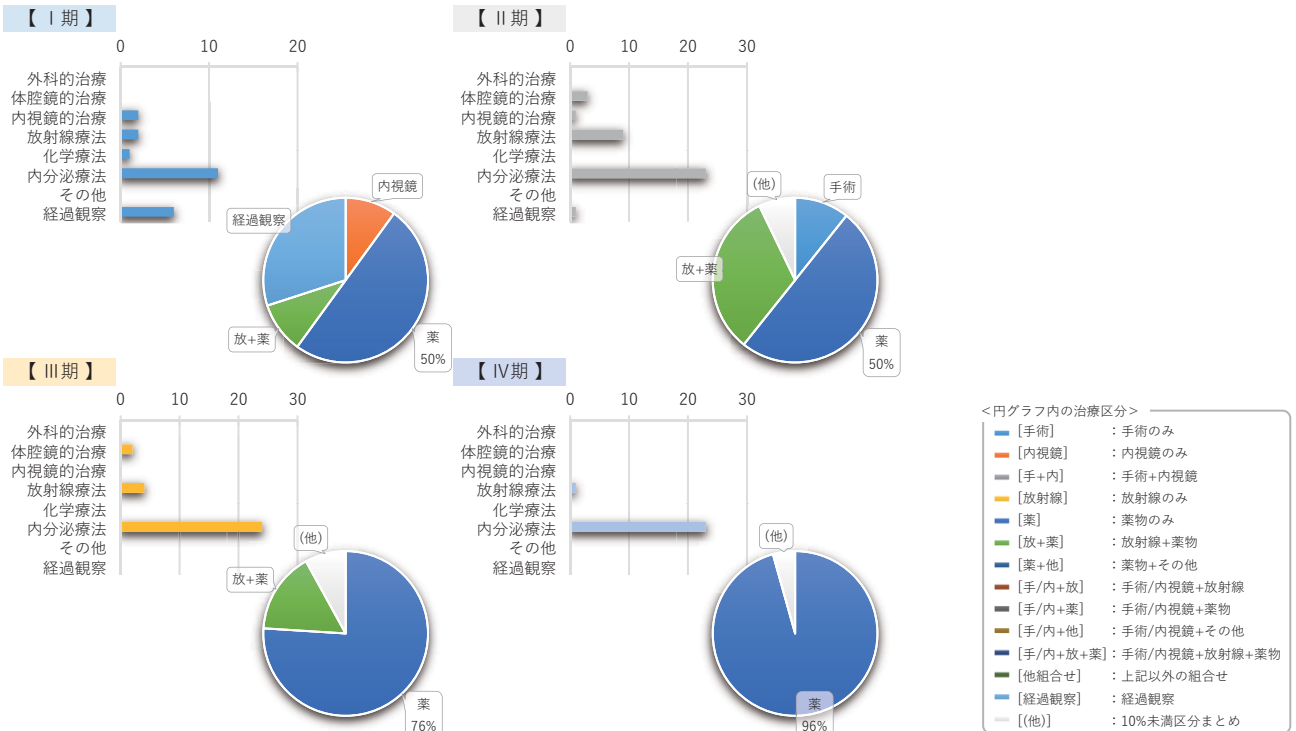 【 Ⅰ期 】
0 10 20
外科的治療
体腔鏡的治療
内視鏡的治療
放射線療法
化学療法
内分泌療法
その他
経過観察
内視鏡
経過観察
放+薬
薬
50%
【 Ⅱ期 】
0 10 20 30
外科的治療
体腔鏡的治療
内視鏡的治療
放射線療法
化学療法
内分泌療法
その他
経過観察
(他)
手術
放+薬
薬
50%
【 Ⅲ期 】
0 10 20 30
外科的治療
体腔鏡的治療
内視鏡的治療
放射線療法
化学療法
内分泌療法
その他
経過観察
(他)
放+薬
薬
76%
【 Ⅳ期 】
0 10 20 30
外科的治療
体腔鏡的治療
内視鏡的治療
放射線療法
化学療法
内分泌療法
その他
経過観察
(他)
薬
96%
<円グラフ内の治療区分>
[手術] ：手術のみ
[内視鏡] ：内視鏡のみ
[手+内] ：手術+内視鏡
[放射線] ：放射線のみ
[薬] ：薬物のみ
[放+薬] ：放射線+薬物
[薬+他] ：薬物+その他
[手/内+放] ：手術/内視鏡+放射線
[手/内+薬] ：手術/内視鏡+薬物
[手/内+他] ：手術/内視鏡+その他
[手/内+放+薬]：手術/内視鏡+放射線+薬物
[他組合せ] ：上記以外の組合せ
[経過観察] ：経過観察
[(他)] ：10%未満区分まとめ